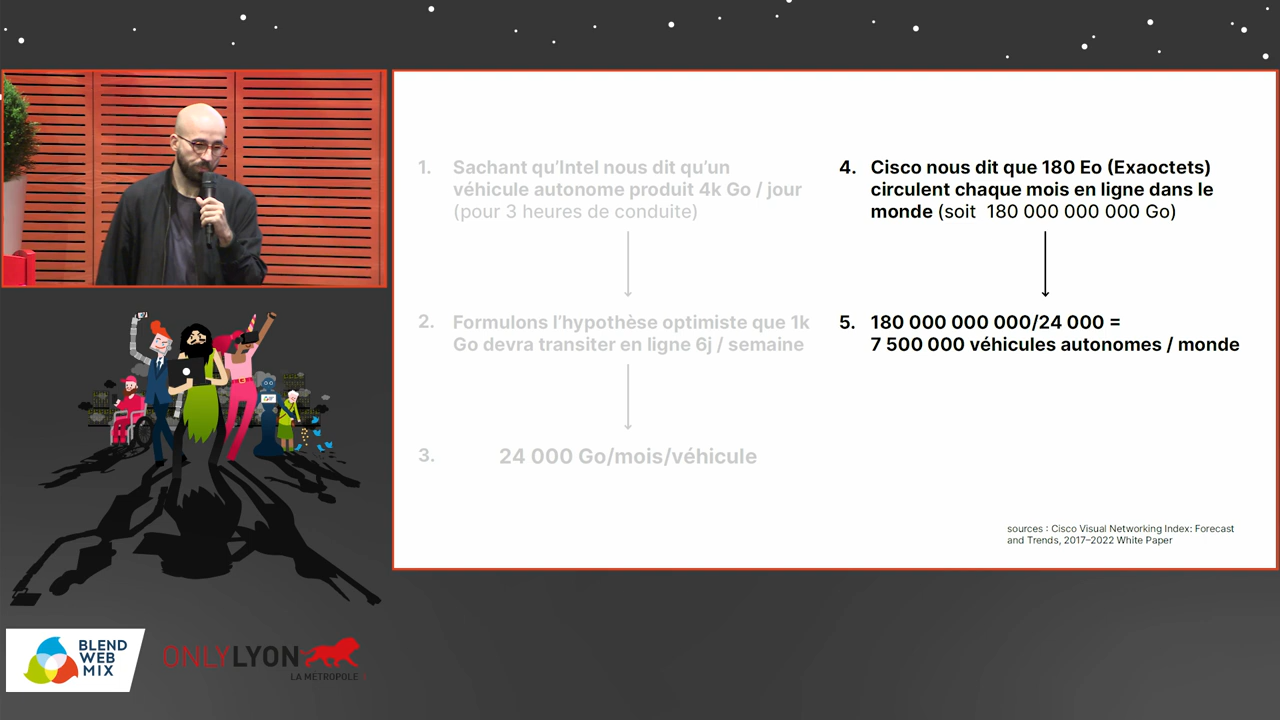 1. Sachant qu’Intel nous dit qu’un
véhicule autonome produit 4k Go / jour
(pour 3 heures de conduite)
2. Formulons l’hypothèse optimiste que 1k
Go devra transiter en ligne 6j / semaine
3. 24 000 Go/mois/véhicule
4. Cisco nous dit que 180 Eo (Exaoctets)
circulent chaque mois en ligne dans le
monde (soit 180 000 000 000 Go)
5. 180 000 000 000/24 000 =
7 500 000 véhicules autonomes / monde
sources : Cisco Visual Networking Index: Forecast
and Trends, 2017–2022 White Paper
BLEND
WEB
MIX
ONLYLYON
LA MÉTROPOLE